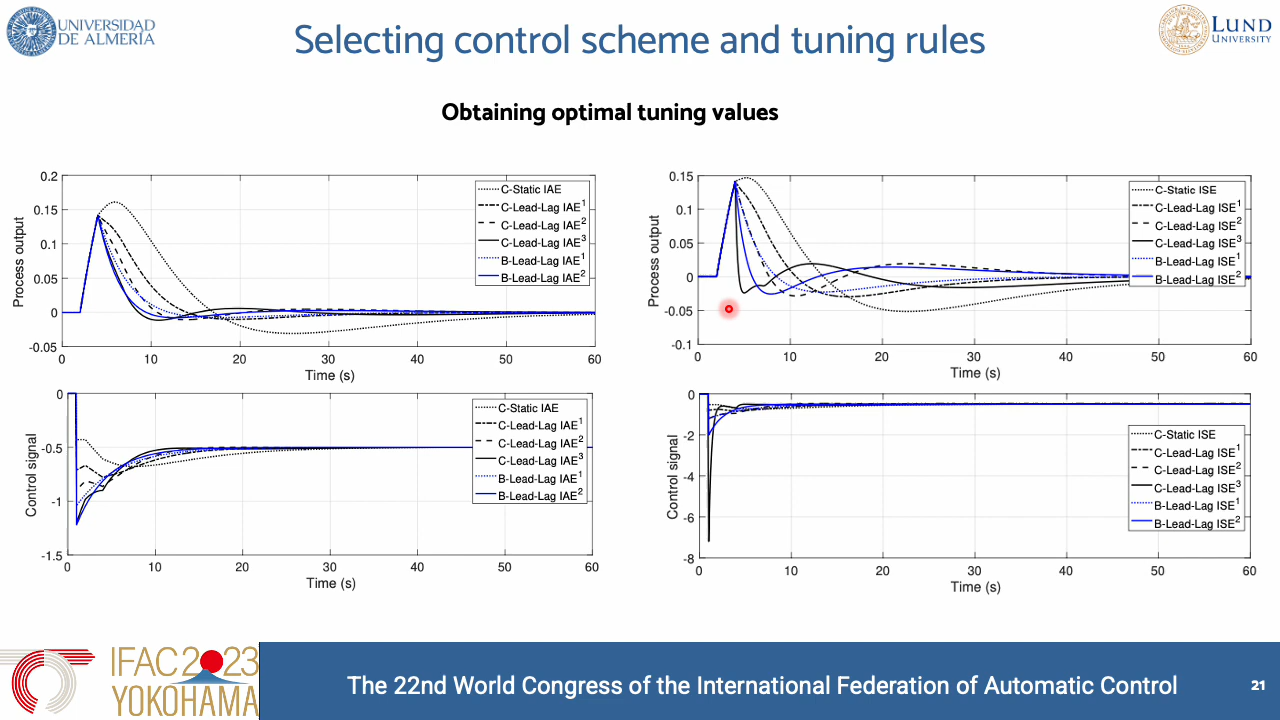 UNIVERSIDAD
DE ALMERÍA
Selecting control scheme and tuning rules
LUND
UNIVERSITY
Obtaining optimal tuning values
0.2
0.15
0.1
0.05
0
-0.05
Process output
C-Static IAE
C-Lead-Lag IAE¹
C-Lead-Lag IAE²
C-Lead-Lag IAE³
B-Lead-Lag IAE¹
B-Lead-Lag IAE²
0 10 20 30 40 50 60
Time (s)
0.15
0.1
0.05
0
-0.05
-0.1
Process output
C-Static ISE
C-Lead-Lag ISE¹
C-Lead-Lag ISE²
C-Lead-Lag ISE³
B-Lead-Lag ISE¹
B-Lead-Lag ISE²
0 10 20 30 40 50 60
Time (s)
0
-0.5
-1
-1.5
Control signal
C-Static IAE
C-Lead-Lag IAE¹
C-Lead-Lag IAE²
C-Lead-Lag IAE³
B-Lead-Lag IAE¹
B-Lead-Lag IAE²
0 10 20 30 40 50 60
Time (s)
0
-2
-4
-6
-8
Control signal
C-Static ISE
C-Lead-Lag ISE¹
C-Lead-Lag ISE²
C-Lead-Lag ISE³
B-Lead-Lag ISE¹
B-Lead-Lag ISE²
0 10 20 30 40 50 60
Time (s)
IFAC 2023
YOKOHAMA
The 22nd World Congress of the International Federation of Automatic Control
21